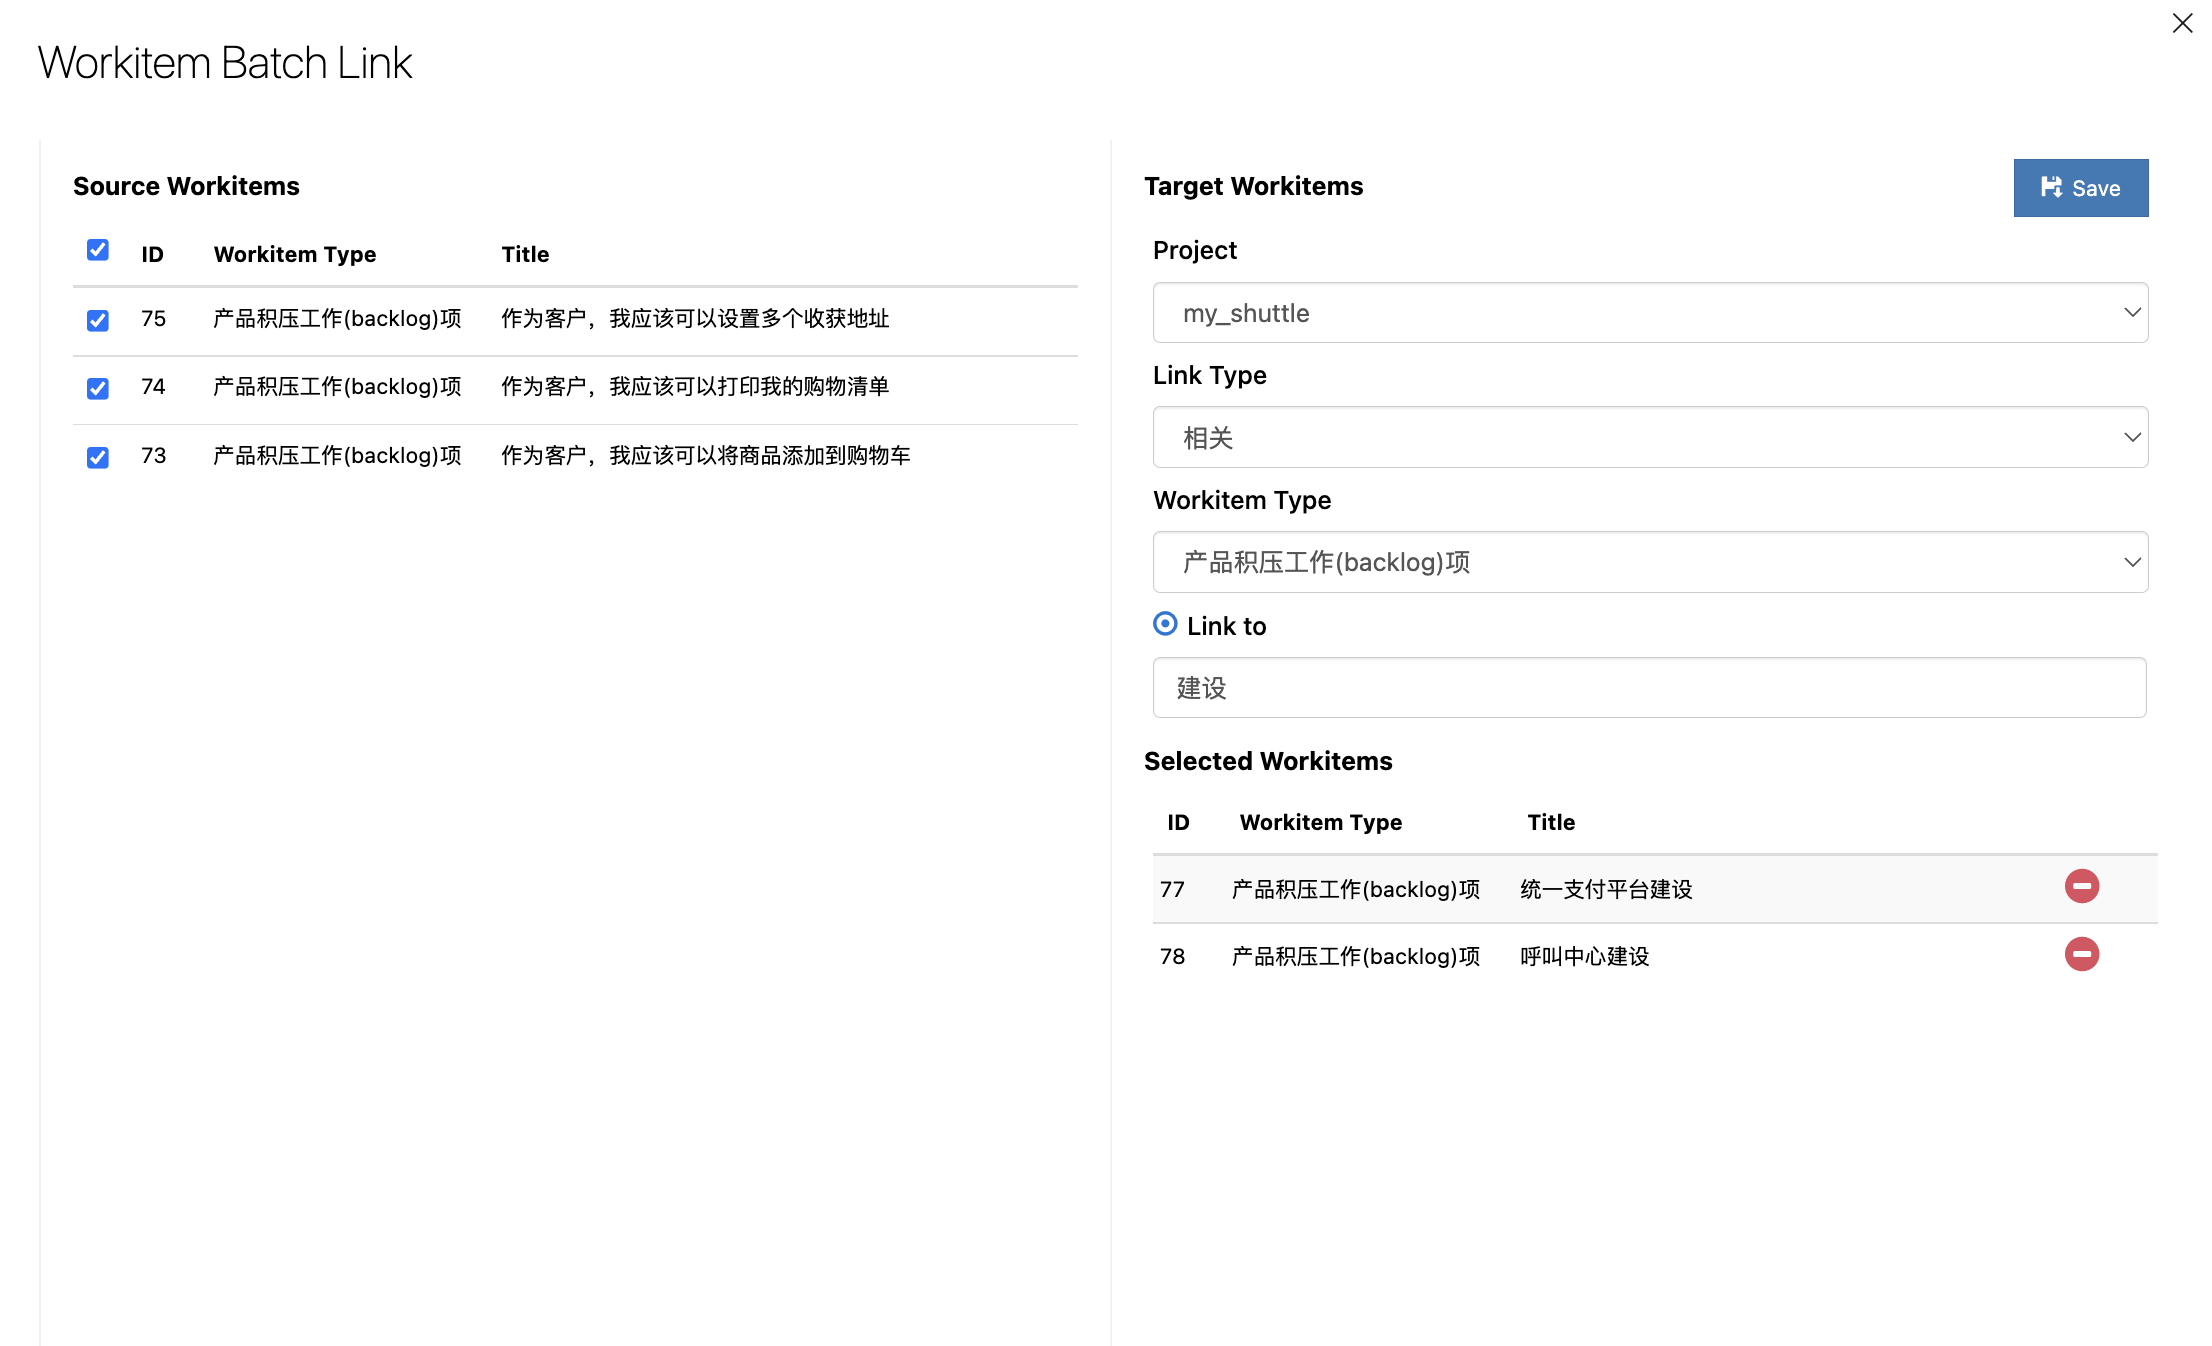 Workitem Batch Link
Source Workitems
ID Workitem Type Title
75 产品积压工作(backlog)项 作为客户，我应该可以设置多个收获地址
74 产品积压工作(backlog)项 作为客户，我应该可以打印我的购物清单
73 产品积压工作(backlog)项 作为客户，我应该可以将商品添加到购物车
Target Workitems
Save
Project
my_shuttle
Link Type
相关
Workitem Type
产品积压工作(backlog)项
Link to
建设
Selected Workitems
ID Workitem Type Title
77 产品积压工作(backlog)项 统一支付平台建设
78 产品积压工作(backlog)项 呼叫中心建设